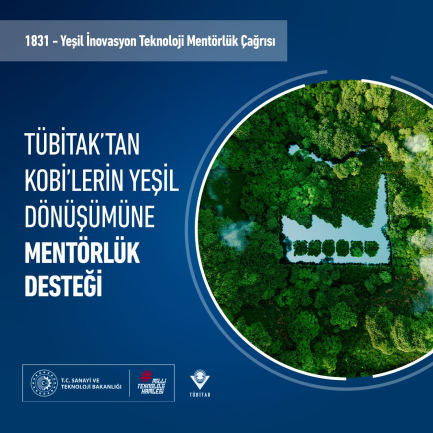 1831 - Yeşil İnovasyon Teknoloji Mentörlük Çağrısı
TÜBİTAK'TAN
KOBİ'LERİN YEŞİL
DÖNÜŞÜMÜNE
MENTÖRLÜK
DESTEĞİ
T.C. SANAYİ VE
TEKNOLOJİ BAKANLIĞI
MİLLİ
TEKNOLOJİ
HAMLESİ
TÜBİTAK